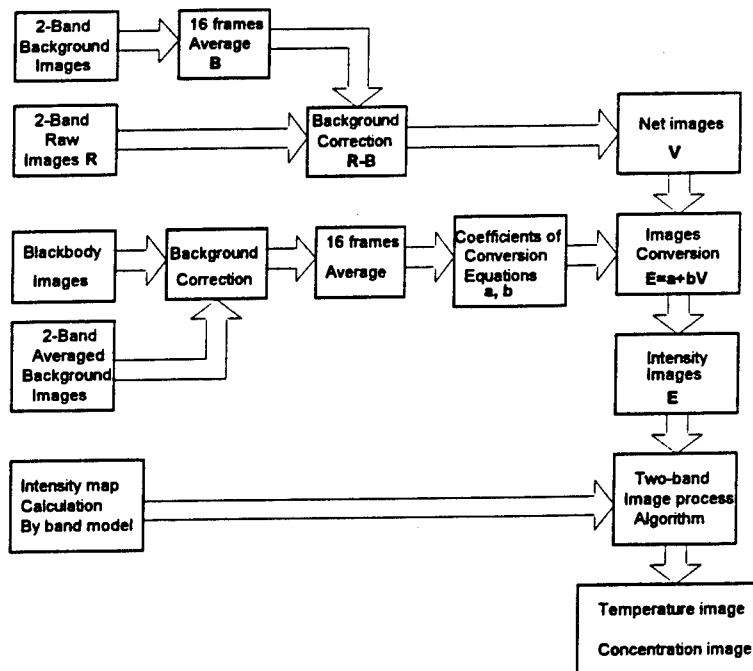 2-Band
Background
Images
16 frames
Average
B
2-Band
Raw
Images R
Background
Correction
R-B
Net images
V
Blackbody
Images
Background
Correction
16 frames
Average
Coefficients of
Conversion
Equations
a, b
Images
Conversion
E=a+bV
2-Band
Averaged
Background
Images
Intensity
Images
E
Intensity map
Calculation
By band model
Two-band
Image process
Algorithm
Temperature image
Concentration image